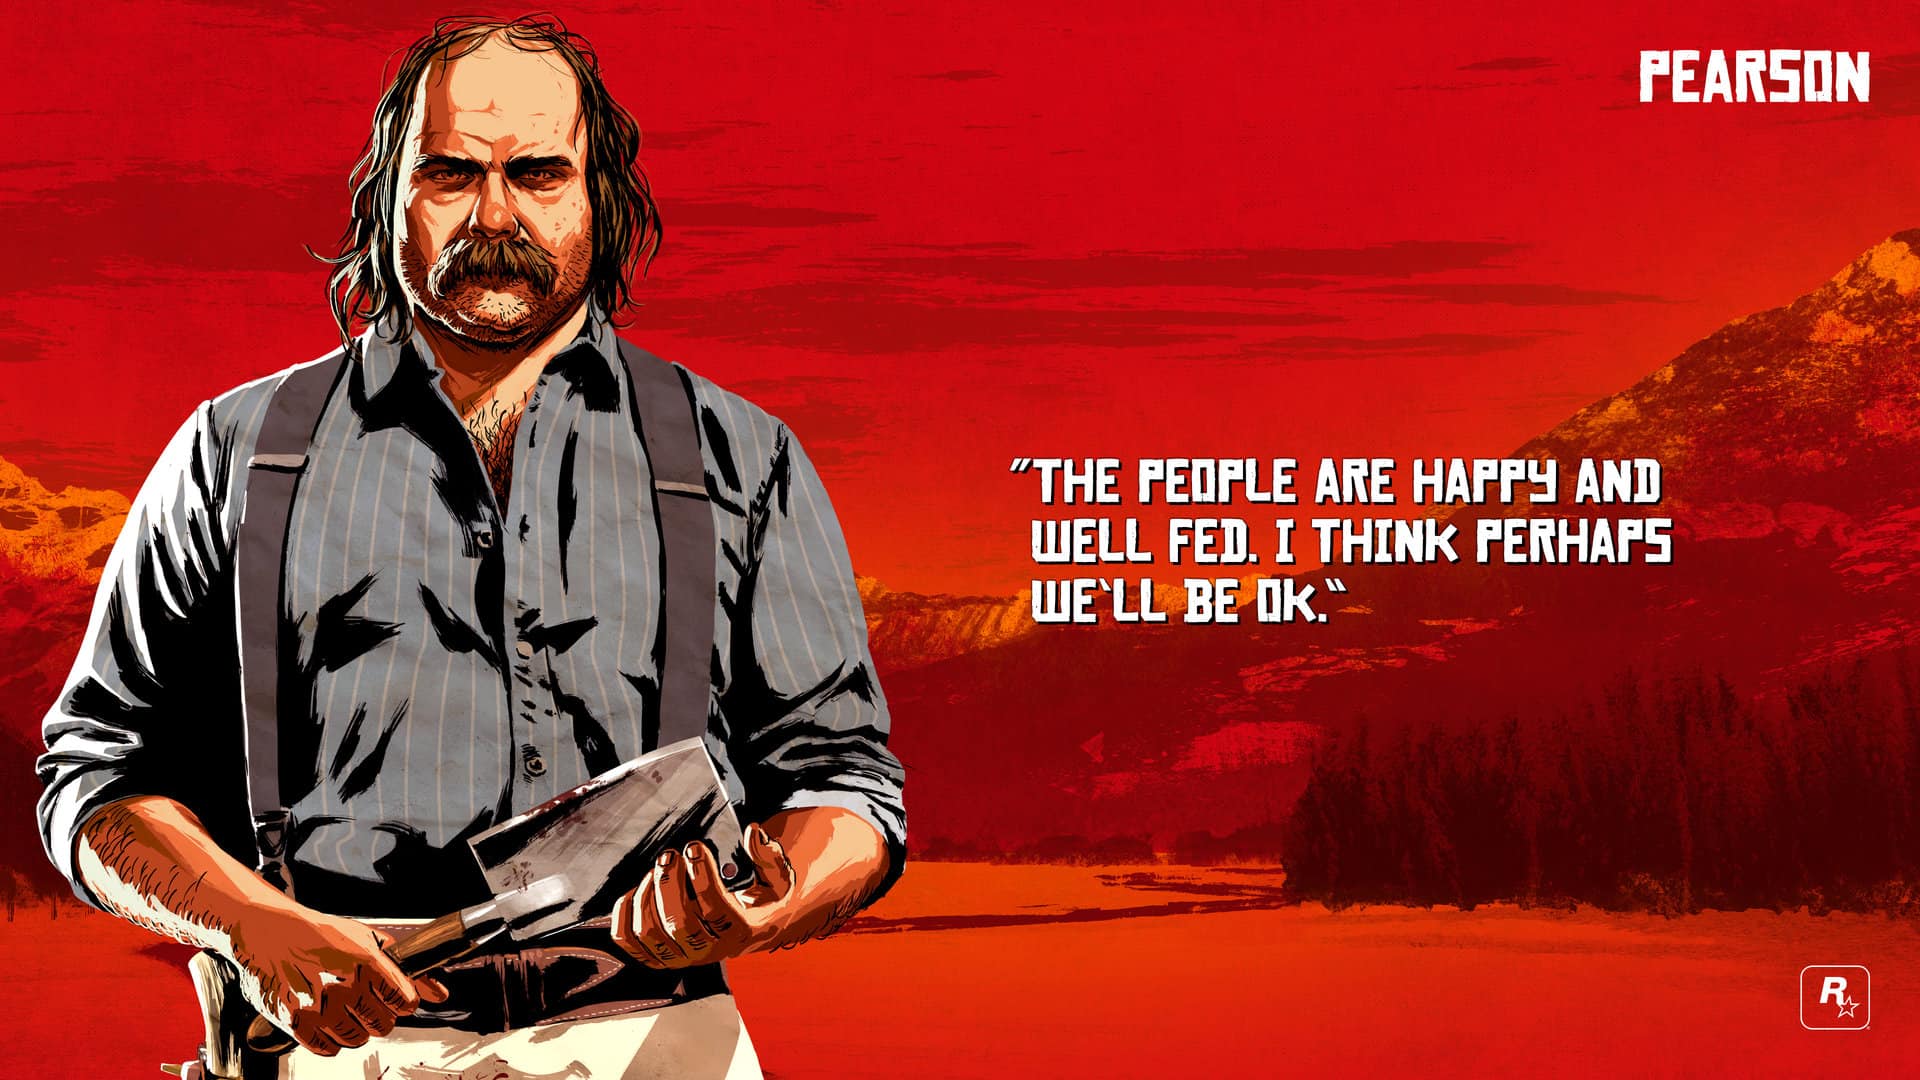 PEARSON
"THE PEOPLE ARE HAPPY AND
WELL FED. I THINK PERHAPS
WE'LL BE OK."
R